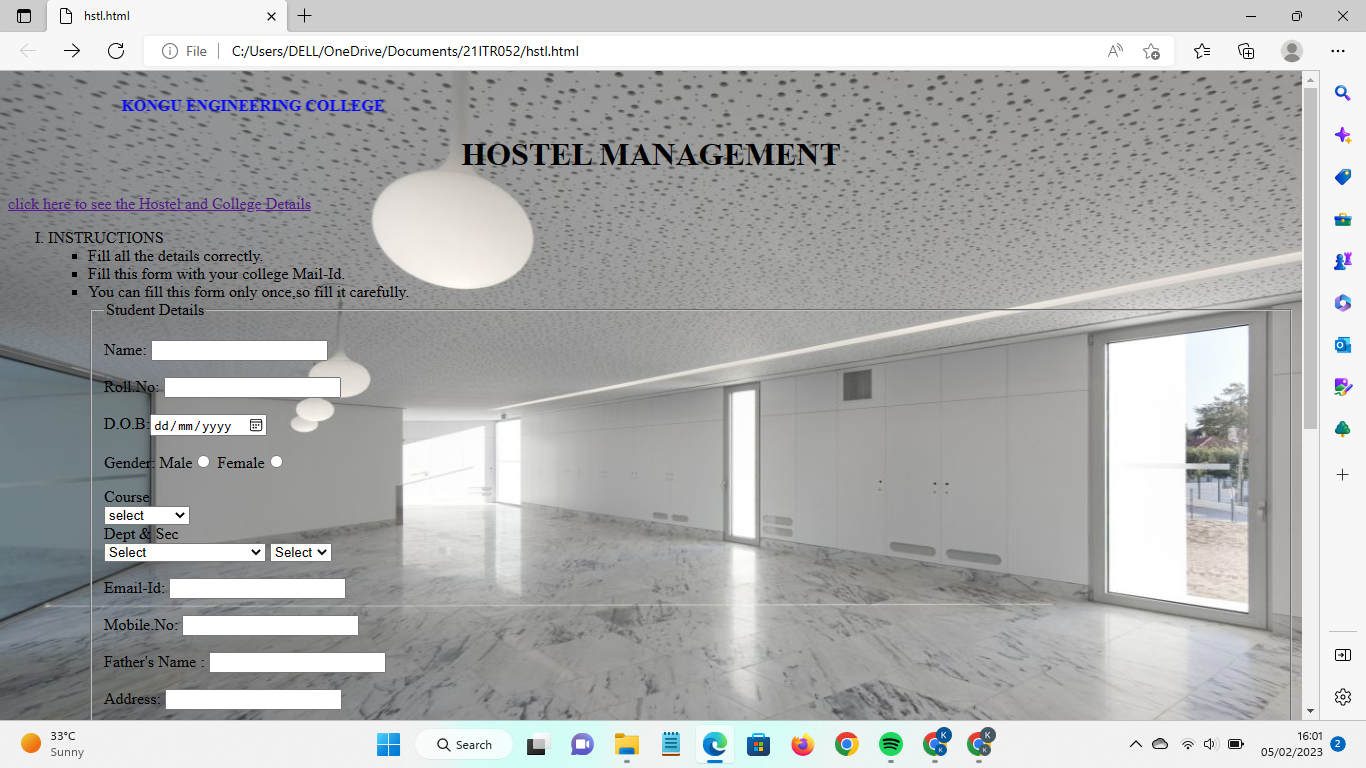 hstl.html
File
C:/Users/DELL/OneDrive/Documents/21ITR052/hstl.html
KONGU ENGINEERING COLLEGE
HOSTEL MANAGEMENT
click here to see the Hostel and College Details
I. INSTRUCTIONS
Fill all the details correctly.
Fill this form with your college Mail-Id.
You can fill this form only once,so fill it carefully.
Student Details
Name:
Roll.No:
D.O.B: dd/mm/yyyy
Gender: Male Female
Course
select
Dept & Sec
Select Select
Email-Id:
Mobile.No:
Father's Name :
Address:
33°C
Sunny
Search
K
K
K
K
16:01
05/02/2023
2